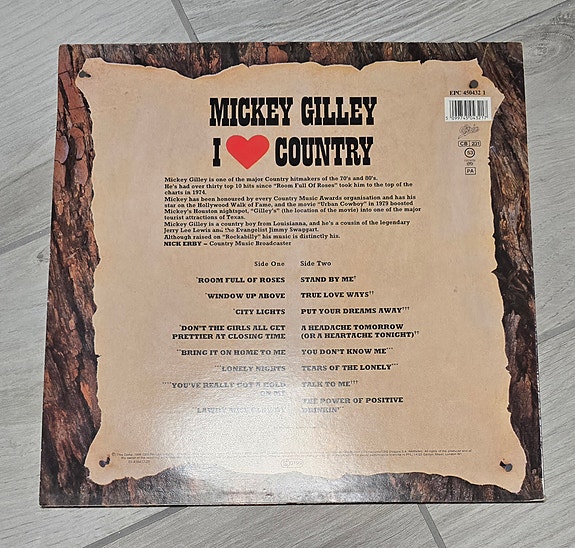 EPC 450432 1
MICKEY GILLEY
I ♥ COUNTRY
Epic
CB 231
Mickey Gilley is one of the major Country hitmakers of the 70's and 80's.
He's had over thirty top 10 hits since "Room Full Of Roses" took him to the top of the
charts in 1974.
Mickey has been honoured by every Country Music Awards organisation and has his
star on the Hollywood Walk of Fame, and the movie "Urban Cowboy" in 1979 boosted
Mickey's Houston nightspot, "Gilley's" (the location of the movie) into one of the major
tourist attractions of Texas.
Mickey Gilley is a country boy from Louisianna, and he's a cousin of the legendary
Jerry Lee Lewis and the Evangelist Jimmy Swaggart.
Although raised on "Rockabilly" his music is distinctly his.
NICK ERBY – Country Music Broadcaster
PA
Side One
Side Two
ROOM FULL OF ROSES
STAND BY ME
WINDOW UP ABOVE
TRUE LOVE WAYS
CITY LIGHTS
PUT YOUR DREAMS AWAY
DON'T THE GIRLS ALL GET
PRETTIER AT CLOSING TIME
A HEADACHE TOMORROW
(OR A HEARTACHE TONIGHT)
BRING IT ON HOME TO ME
YOU DON'T KNOW ME
LONELY NIGHTS
TEARS OF THE LONELY
YOU'VE REALLY GOT A HOLD
ON ME
TALK TO ME
THE POWER OF POSITIVE
DRINKIN'